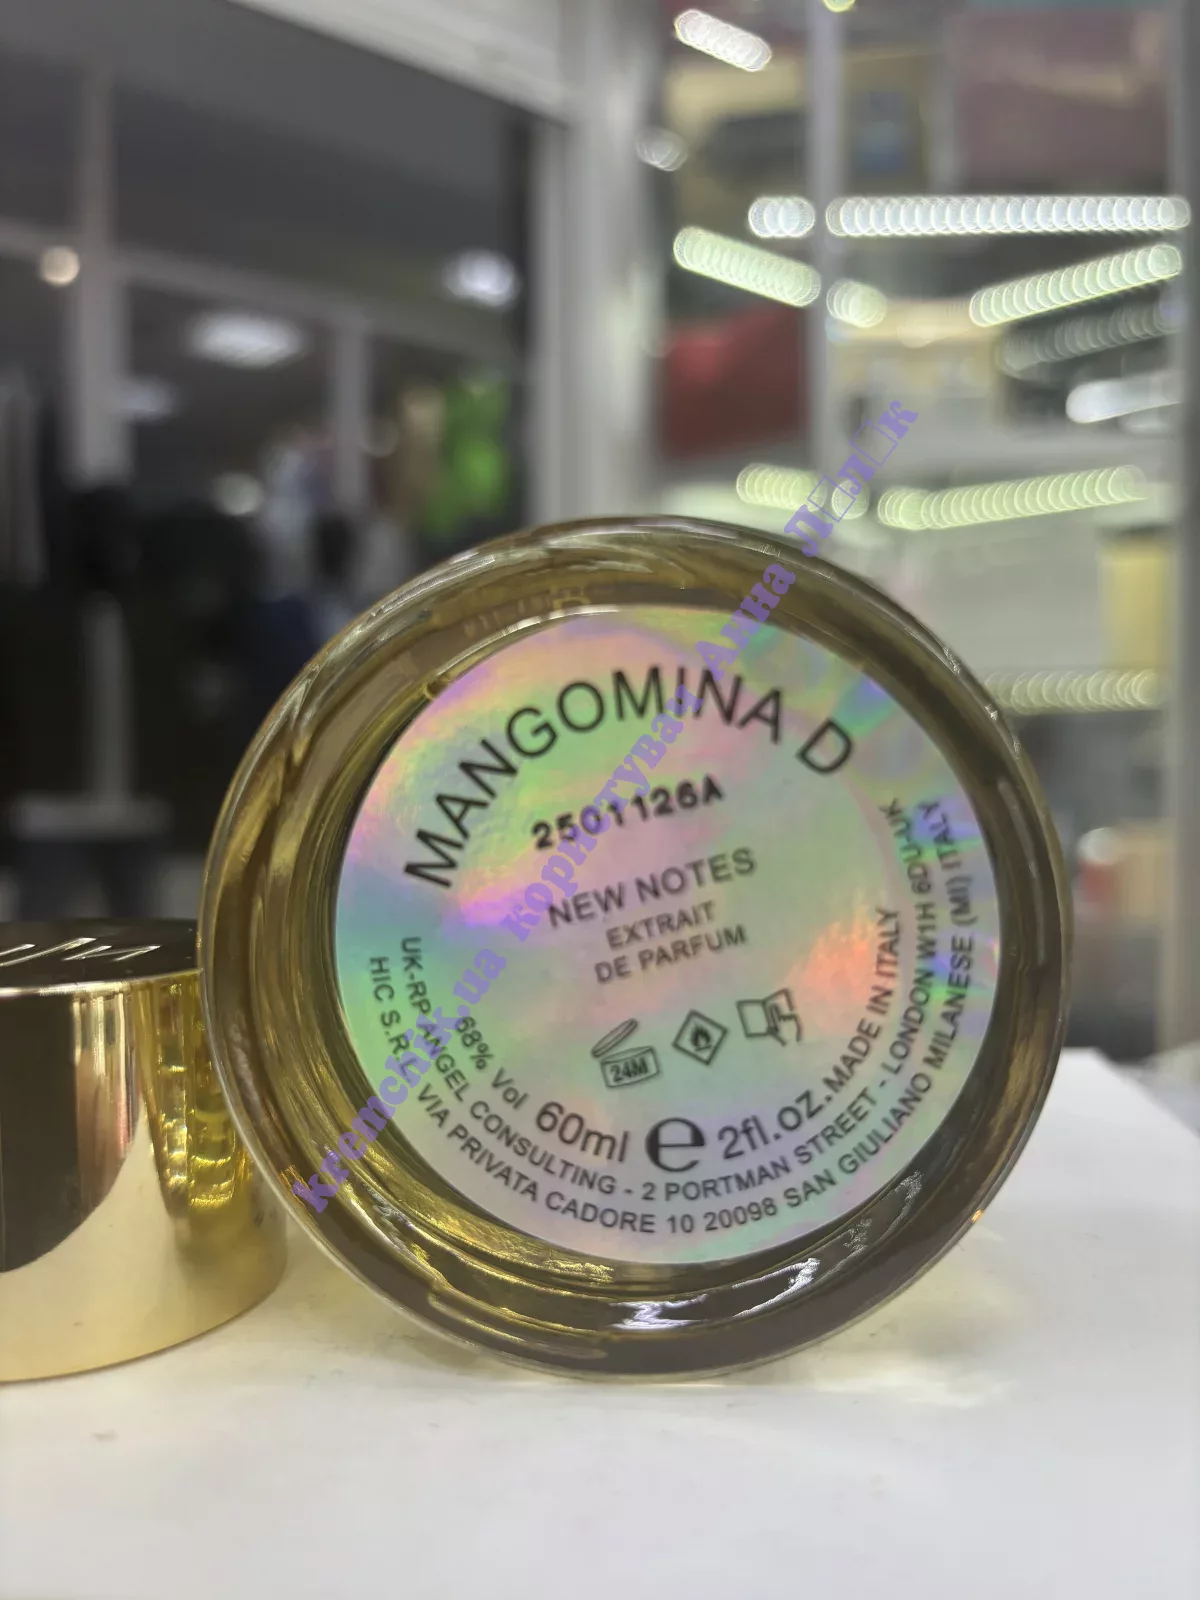 MANGOMINA D
2501126A
NEW NOTES
EXTRAIT
DE PARFUM
24M
68% Vol 60ml e 2fl.oz. MADE IN ITALY
UK-RP ANGEL CONSULTING - 2 PORTMAN STREET - LONDON W1H 6DU-UK
HIC S.R.L VIA PRIVATA CADORE 10 20098 SAN GIULIANO MILANESE (MI) ITALY
kremchik.ua користувач Анна